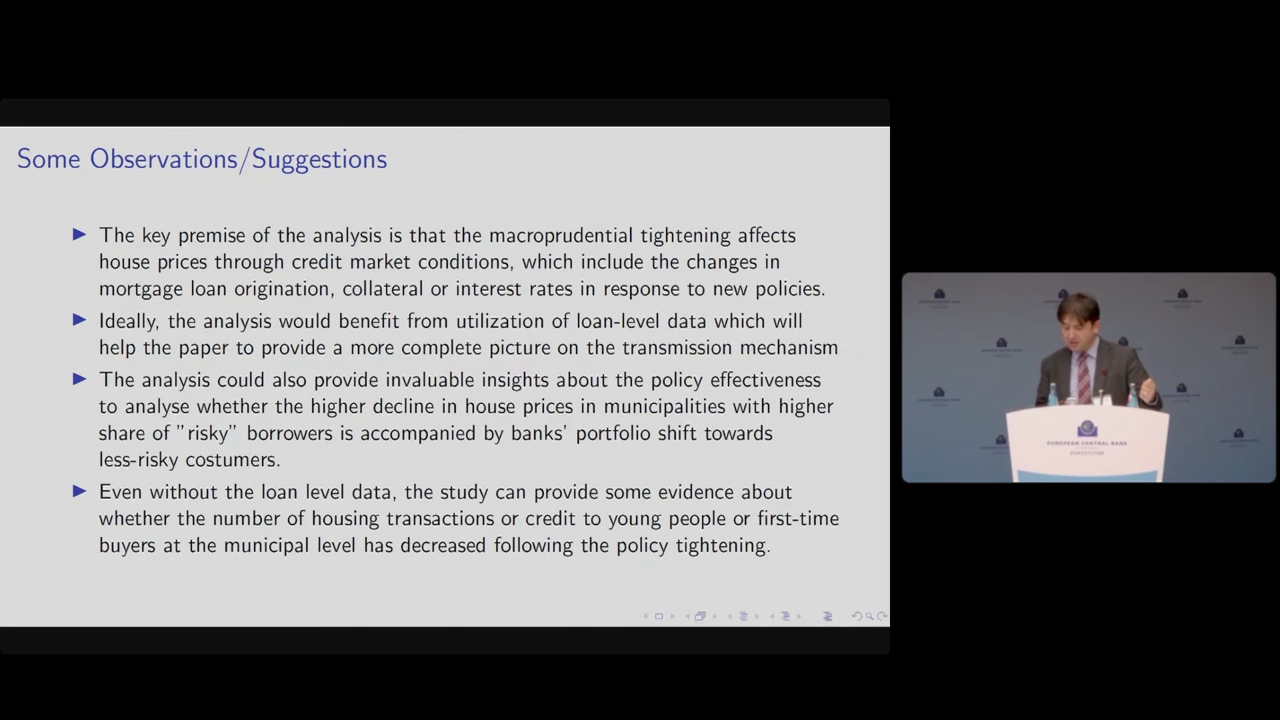 Some Observations/Suggestions
▶ The key premise of the analysis is that the macroprudential tightening affects
house prices through credit market conditions, which include the changes in
mortgage loan origination, collateral or interest rates in response to new policies.
▶ Ideally, the analysis would benefit from utilization of loan-level data which will
help the paper to provide a more complete picture on the transmission mechanism
▶ The analysis could also provide invaluable insights about the policy effectiveness
to analyse whether the higher decline in house prices in municipalities with higher
share of "risky" borrowers is accompanied by banks' portfolio shift towards
less-risky costumers.
▶ Even without the loan level data, the study can provide some evidence about
whether the number of housing transactions or credit to young people or first-time
buyers at the municipal level has decreased following the policy tightening.
EUROPEAN CENTRAL BANK
EUROSYSTEM